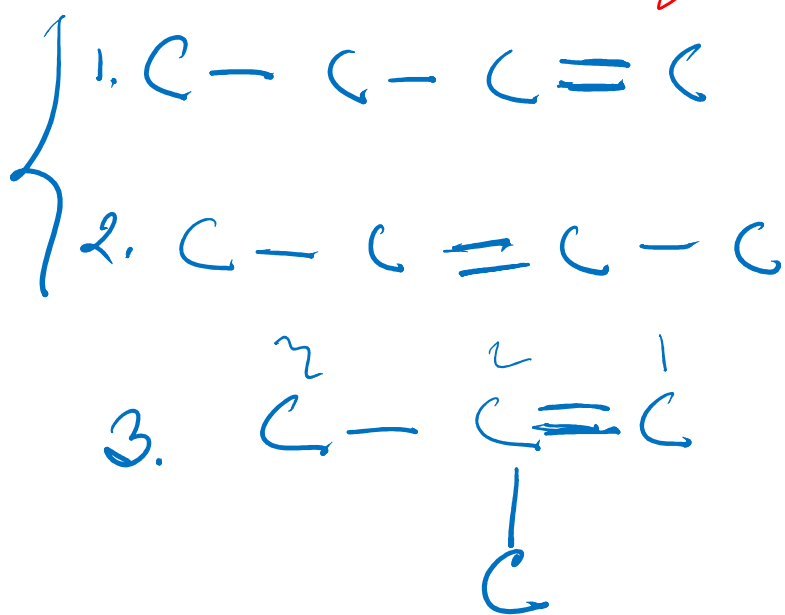 1. C — C — C = C
2. C — C = C — C
3 2 1
3. C — C = C
|
C